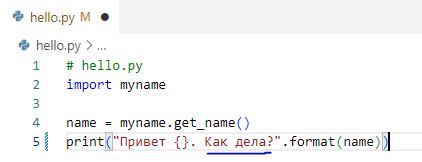 hello.py M ●
hello.py > ...
1 # hello.py
2 import myname
3
4 name = myname.get_name()
5 print("Привет {}. Как дела?".format(name))